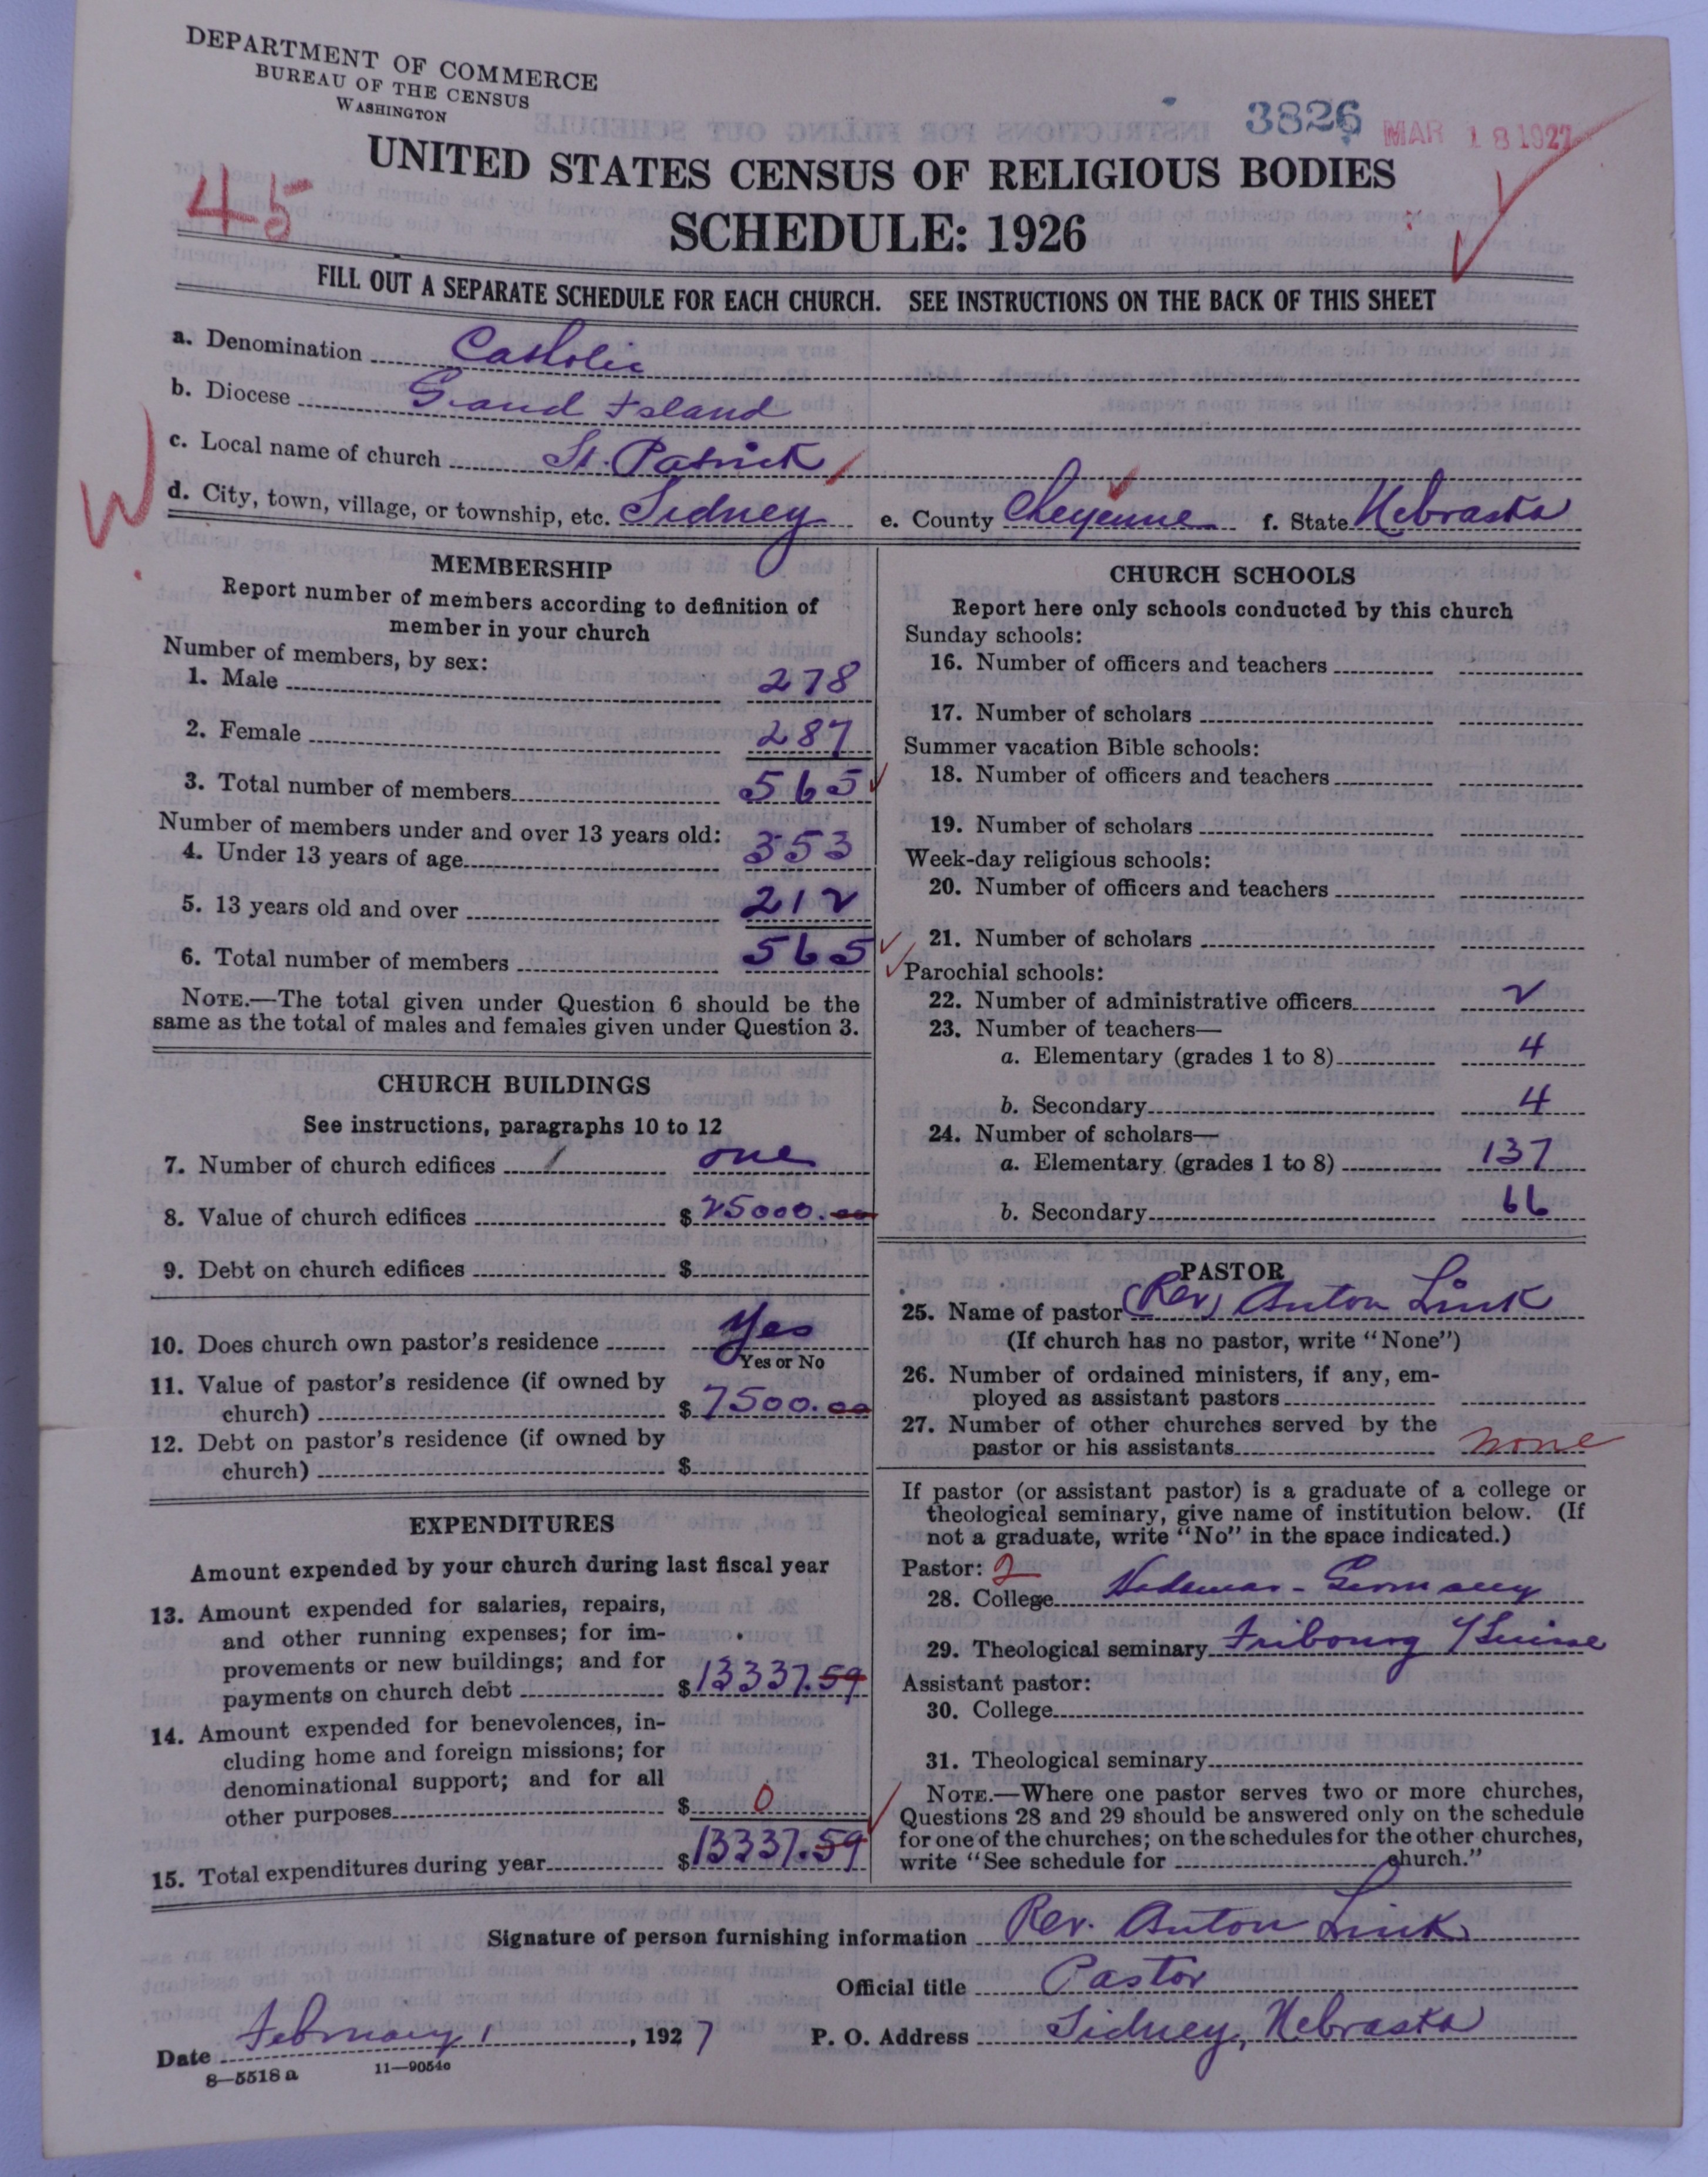 DEPARTMENT OF COMMERCE
BUREAU OF THE CENSUS
WASHINGTON
3826 MAR 18 1927
UNITED STATES CENSUS OF RELIGIOUS BODIES
45
SCHEDULE: 1926
FILL OUT A SEPARATE SCHEDULE FOR EACH CHURCH. SEE INSTRUCTIONS ON THE BACK OF THIS SHEET
a. Denomination Catholic
b. Diocese Grand Island
c. Local name of church St. Patrick
W
d. City, town, village, or township, etc. Sidney e. County Cheyenne f. State Nebraska
MEMBERSHIP
Report number of members according to definition of
member in your church
Number of members, by sex:
1. Male 278
2. Female 287
3. Total number of members 565
Number of members under and over 13 years old:
4. Under 13 years of age 353
5. 13 years old and over 212
6. Total number of members 565
NOTE.—The total given under Question 6 should be the
same as the total of males and females given under Question 3.
CHURCH BUILDINGS
See instructions, paragraphs 10 to 12
7. Number of church edifices 1 one
8. Value of church edifices $ 25000.00
9. Debt on church edifices $
10. Does church own pastor's residence Yes
Yes or No
11. Value of pastor's residence (if owned by
church) $ 7500.00
12. Debt on pastor's residence (if owned by
church) $
EXPENDITURES
Amount expended by your church during last fiscal year
13. Amount expended for salaries, repairs,
and other running expenses; for im-
provements or new buildings; and for
payments on church debt $ 13337.59
14. Amount expended for benevolences, in-
cluding home and foreign missions; for
denominational support; and for all
other purposes $ 0
15. Total expenditures during year $ 13337.59
CHURCH SCHOOLS
Report here only schools conducted by this church
Sunday schools:
16. Number of officers and teachers
17. Number of scholars
Summer vacation Bible schools:
18. Number of officers and teachers
19. Number of scholars
Week-day religious schools:
20. Number of officers and teachers
21. Number of scholars
Parochial schools:
22. Number of administrative officers 2
23. Number of teachers—
a. Elementary (grades 1 to 8) 4
b. Secondary 4
24. Number of scholars—
a. Elementary (grades 1 to 8) 137
b. Secondary 66
PASTOR
25. Name of pastor (Rev) Anton Link
(If church has no pastor, write "None")
26. Number of ordained ministers, if any, em-
ployed as assistant pastors
27. Number of other churches served by the
pastor or his assistants none
If pastor (or assistant pastor) is a graduate of a college or
theological seminary, give name of institution below. (If
not a graduate, write "No" in the space indicated.)
Pastor: 2
28. College Hadamar - Germany
29. Theological seminary Fribourg /Suisse
Assistant pastor:
30. College
31. Theological seminary
NOTE.—Where one pastor serves two or more churches,
Questions 28 and 29 should be answered only on the schedule
for one of the churches; on the schedules for the other churches,
write "See schedule for church."
Signature of person furnishing information Rev. Anton Link
Official title Pastor
Date February 1, 1927 P. O. Address Sidney, Nebraska
8—5518 a 11—9054c